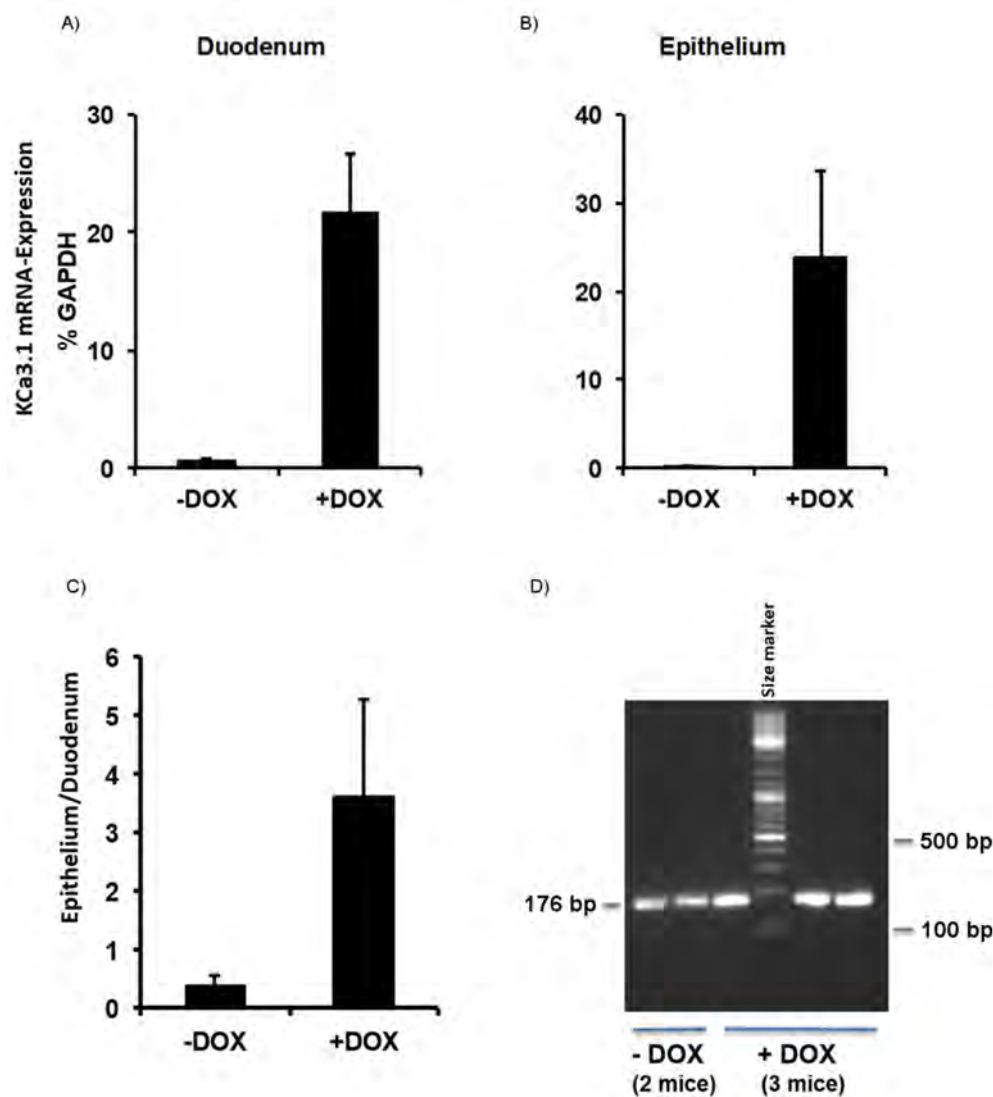 A)
Duodenum
KCa3.1 mRNA-Expression
% GAPDH
30
20
10
0
-DOX
+DOX
B)
Epithelium
40
30
20
10
0
-DOX
+DOX
C)
Epithelium/Duodenum
6
5
4
3
2
1
0
-DOX
+DOX
D)
Size marker
176 bp
500 bp
100 bp
- DOX
(2 mice)
+ DOX
(3 mice)